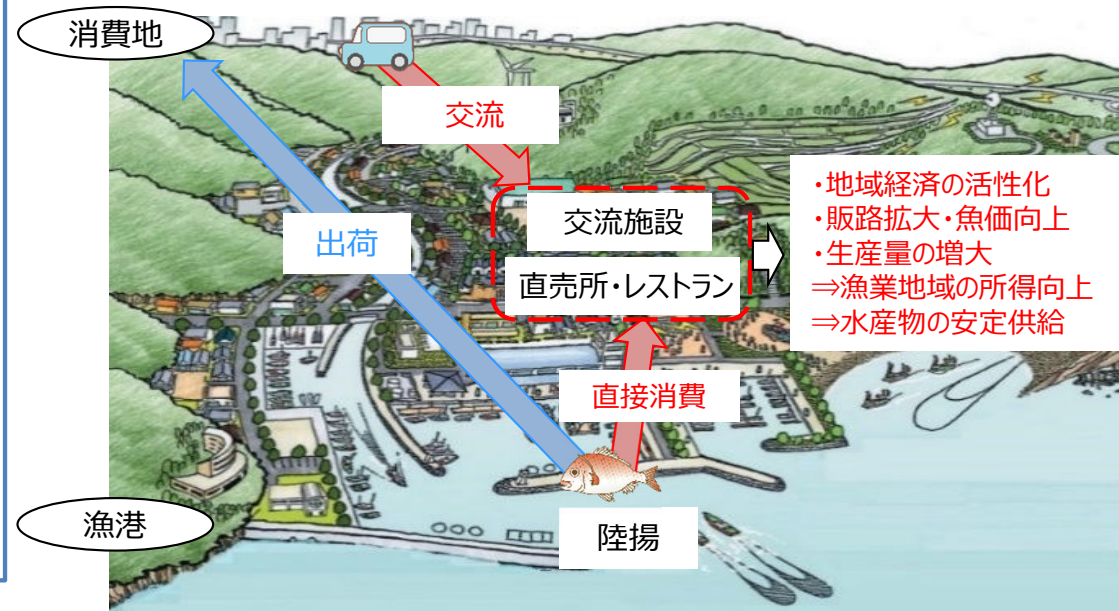 消費地
交流
出荷
交流施設
直売所・レストラン
・地域経済の活性化
・販路拡大・魚価向上
・生産量の増大
⇒漁業地域の所得向上
⇒水産物の安定供給
直接消費
漁港
陸揚